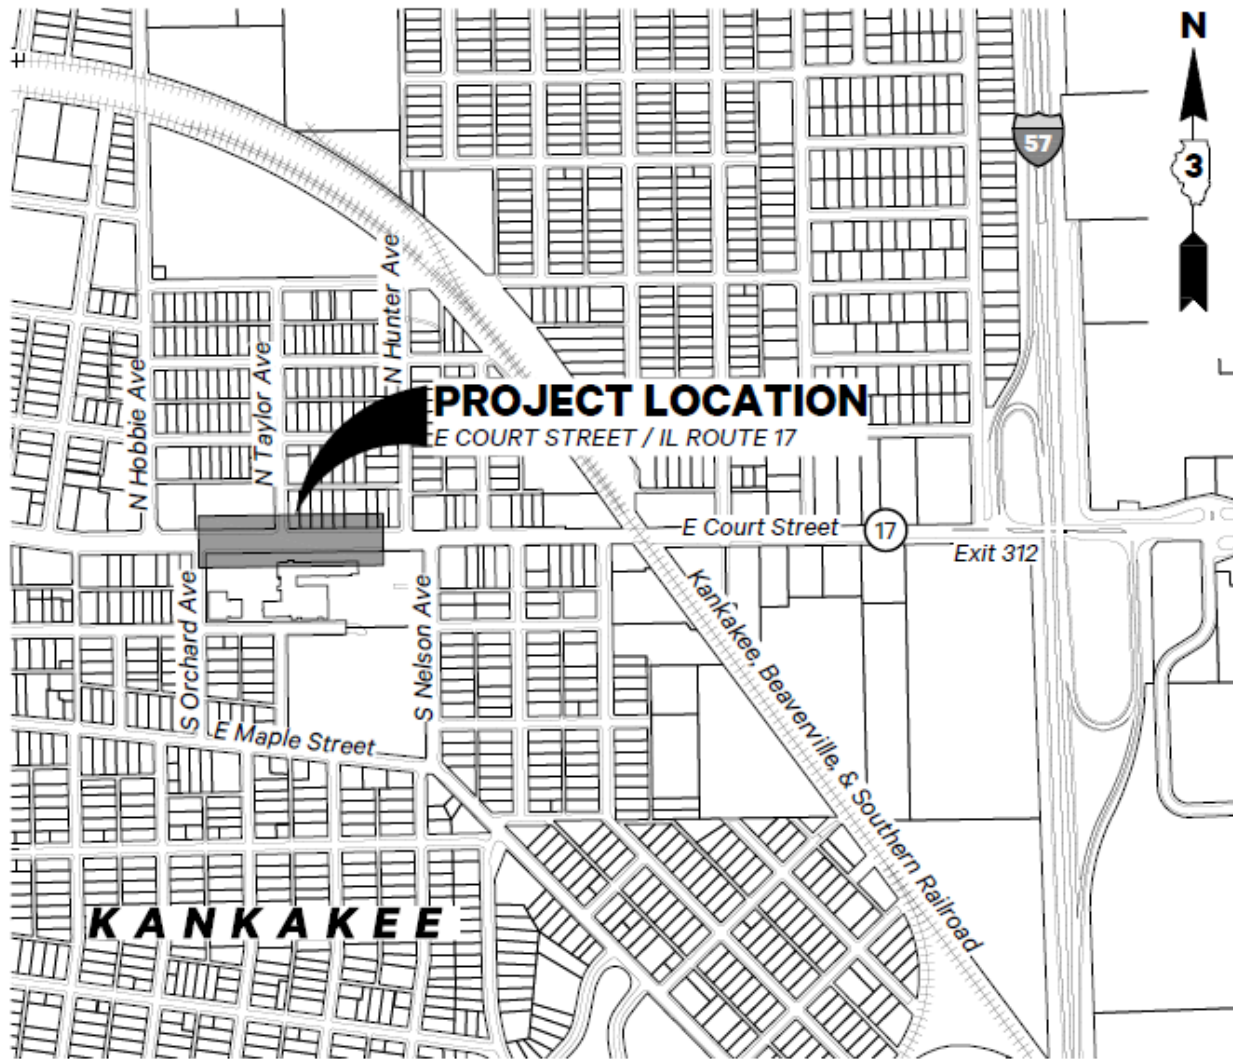 N
57
3
N Hunter Ave
N Taylor Ave
N Hobbie Ave
PROJECT LOCATION
E COURT STREET / IL ROUTE 17
E Court Street
17
Exit 312
S Orchard Ave
S Nelson Ave
Kankakee, Beaverville, & Southern Railroad
E Maple Street
KANKAKEE